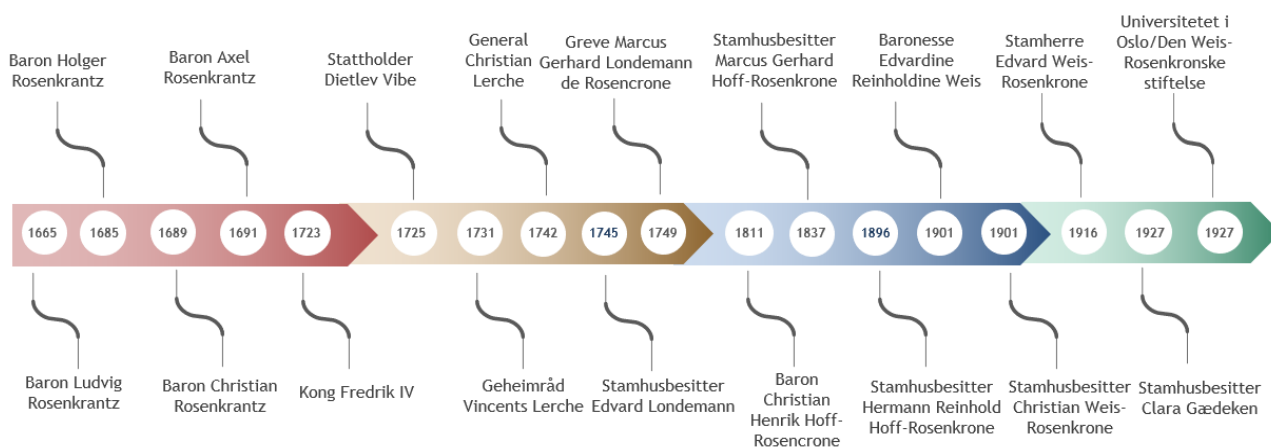 Baron Holger
Rosenkrantz
Baron Axel
Rosenkrantz
Stattholder
Dietlev Vibe
General
Christian
Lerche
Greve Marcus
Gerhard Londemann
de Rosencrone
Stamhusbesitter
Marcus Gerhard
Hoff-Rosenkrone
Baronesse
Edvardine
Reinholdine Weis
Stamherre
Edvard Weis-
Rosenkrone
Universitetet i
Oslo/Den Weis-
Rosenkronske
stiftelse
1665 1685 1689 1691 1723 1725 1731 1742 1745 1749 1811 1837 1896 1901 1901 1916 1927 1927
Baron Ludvig
Rosenkrantz
Baron Christian
Rosenkrantz
Kong Fredrik IV
Geheimråd
Vincents Lerche
Stamhusbesitter
Edvard Londemann
Baron
Christian
Henrik Hoff-
Rosencrone
Stamhusbesitter
Hermann Reinhold
Hoff-Rosenkrone
Stamhusbesitter
Christian Weis-
Rosenkrone
Stamhusbesitter
Clara Gædeken